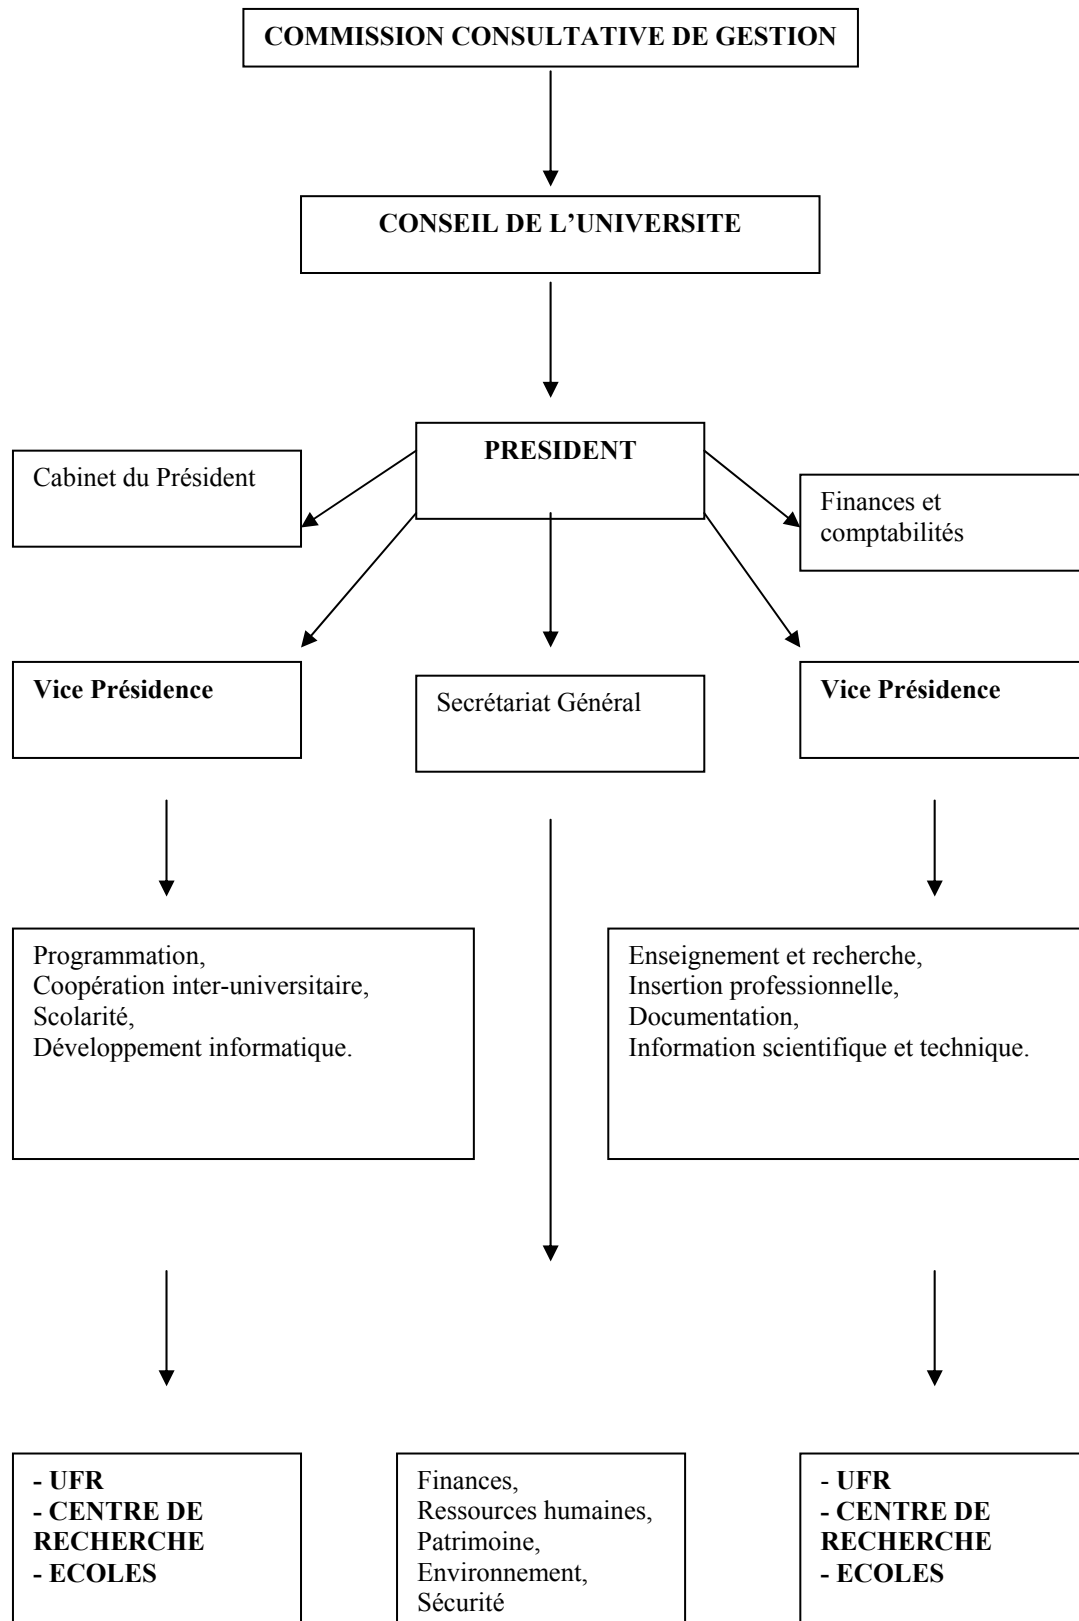 COMMISSION CONSULTATIVE DE GESTION
CONSEIL DE L’UNIVERSITE
PRESIDENT
Cabinet du Président
Finances et
comptabilités
Vice Présidence
Secrétariat Général
Vice Présidence
Programmation,
Coopération inter-universitaire,
Scolarité,
Développement informatique.
Enseignement et recherche,
Insertion professionnelle,
Documentation,
Information scientifique et technique.
- UFR
- CENTRE DE
RECHERCHE
- ECOLES
Finances,
Ressources humaines,
Patrimoine,
Environnement,
Sécurité
- UFR
- CENTRE DE
RECHERCHE
- ECOLES